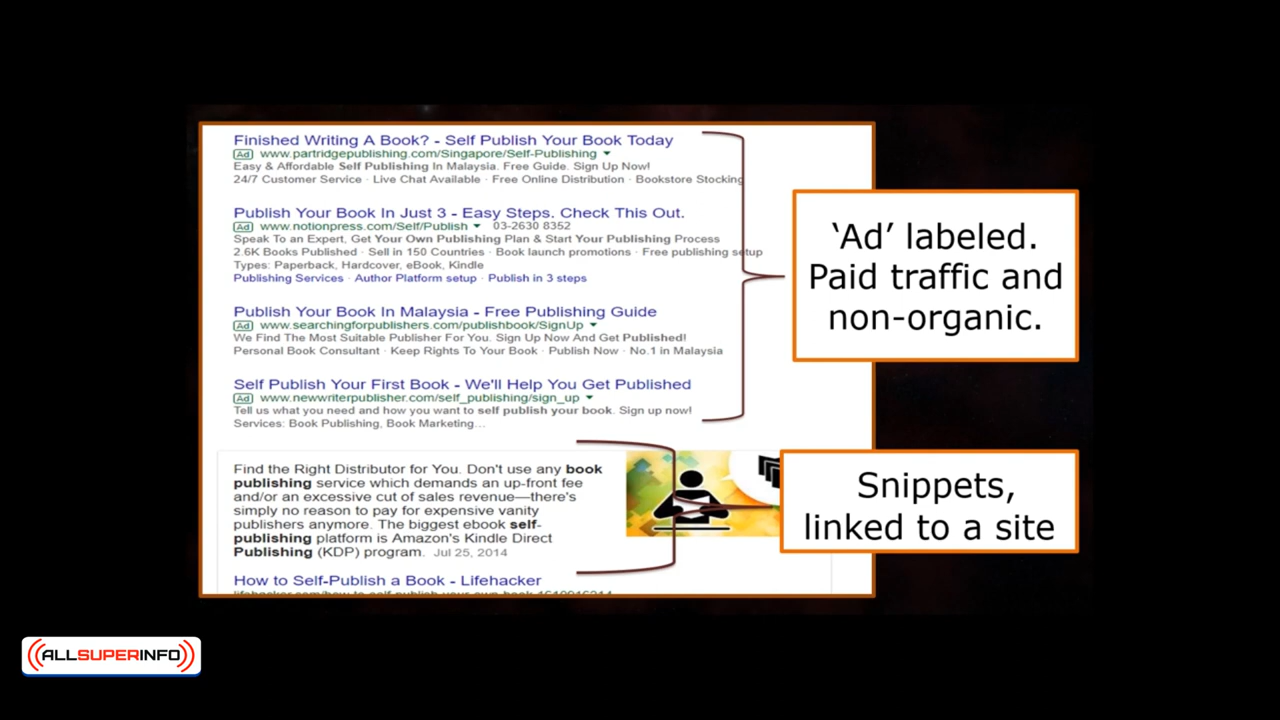 Finished Writing A Book? - Self Publish Your Book Today
Ad www.partridgepublishing.com/Singapore/Self-Publishing
Easy & Affordable Self Publishing In Malaysia. Free Guide. Sign Up Now!
24/7 Customer Service · Live Chat Available · Free Online Distribution · Bookstore Stocking
Publish Your Book In Just 3 - Easy Steps. Check This Out.
Ad www.notionpress.com/Self/Publish 03-2630 8352
Speak To an Expert, Get Your Own Publishing Plan & Start Your Publishing Process
2.6K Books Published · Sell in 150 Countries · Book launch promotions · Free publishing setup
Types: Paperback, Hardcover, eBook, Kindle
Publishing Services · Author Platform setup · Publish in 3 steps
Publish Your Book In Malaysia - Free Publishing Guide
Ad www.searchingforpublishers.com/publishbook/SignUp
We Find The Most Suitable Publisher For You. Sign Up Now And Get Published!
Personal Book Consultant · Keep Rights To Your Book · Publish Now · No.1 in Malaysia
Self Publish Your First Book - We'll Help You Get Published
Ad www.newwriterpublisher.com/self_publishing/sign_up
Tell us what you need and how you want to self publish your book. Sign up now!
Services: Book Publishing, Book Marketing...
‘Ad’ labeled.
Paid traffic and
non-organic.
Find the Right Distributor for You. Don't use any book
publishing service which demands an up-front fee
and/or an excessive cut of sales revenue—there's
simply no reason to pay for expensive vanity
publishers anymore. The biggest ebook self-
publishing platform is Amazon's Kindle Direct
Publishing (KDP) program. Jul 25, 2014
How to Self-Publish a Book - Lifehacker
Snippets,
linked to a site
ALLSUPERINFO